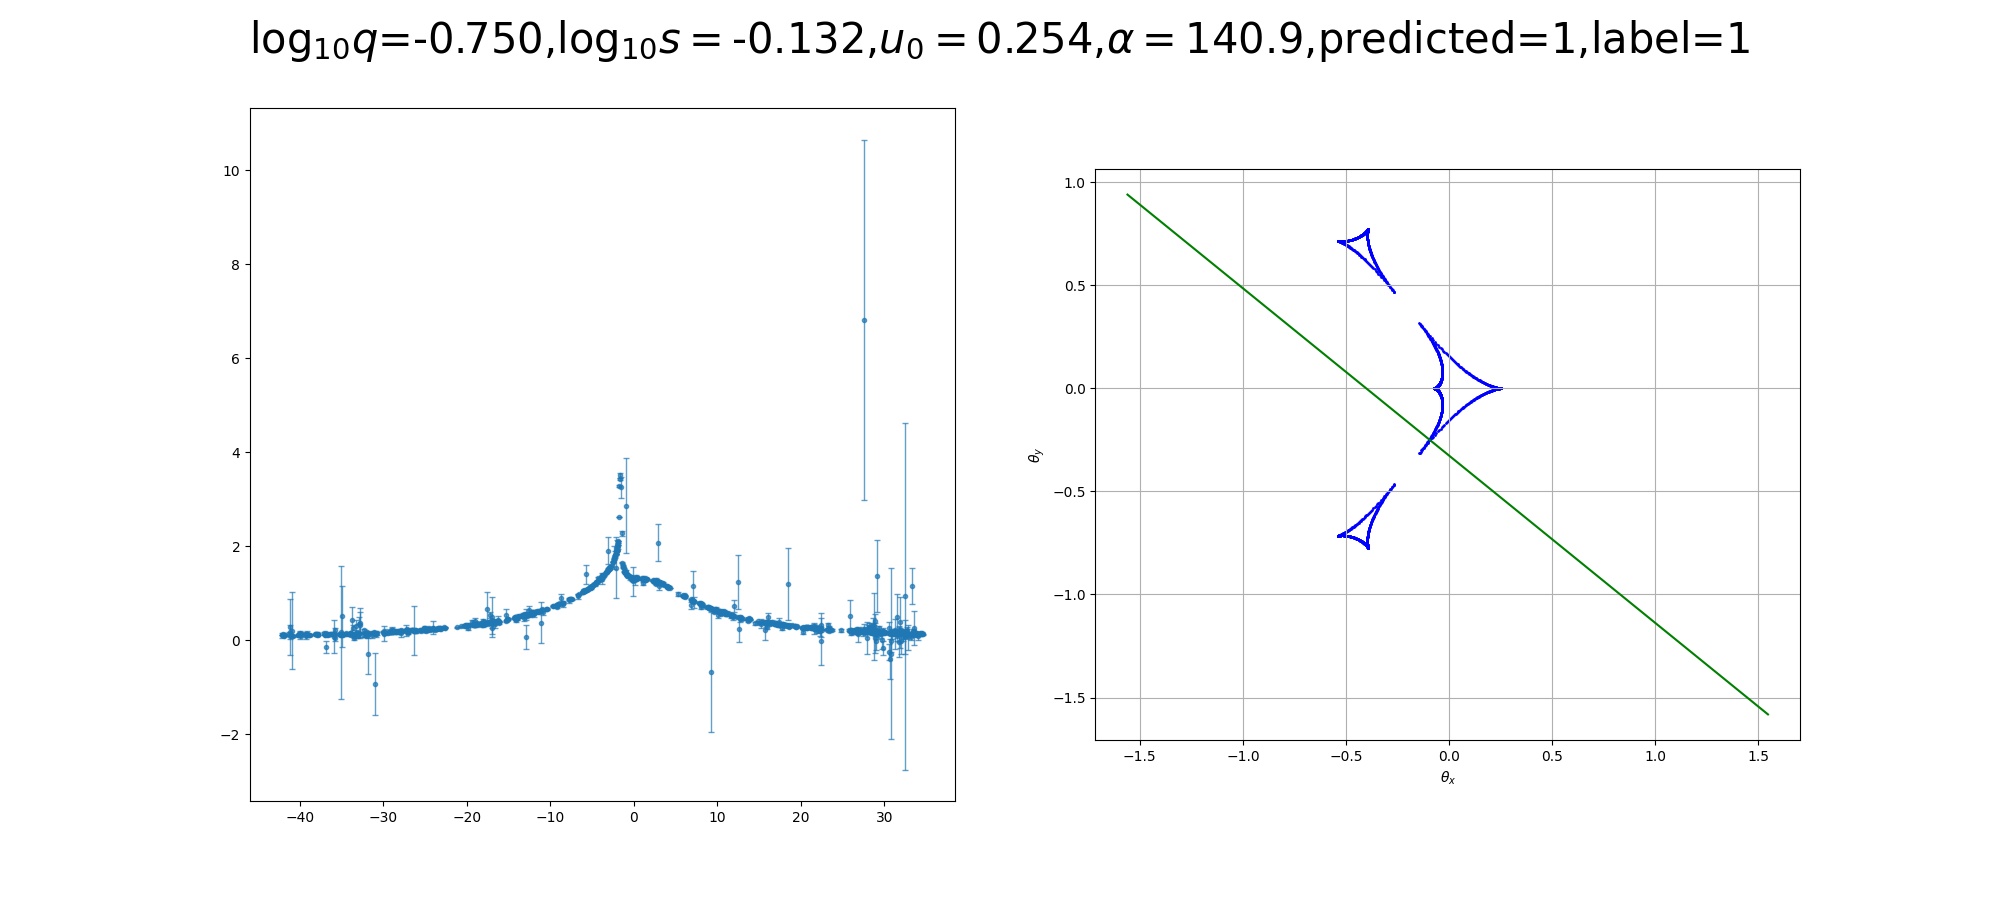 log₁₀q=-0.750,log₁₀s = -0.132,u₀ = 0.254,α = 140.9,predicted=1,label=1
10
8
6
4
2
0
−2
−40 −30 −20 −10 0 10 20 30
1.0
0.5
0.0
−0.5
−1.0
−1.5
θy
−1.5 −1.0 −0.5 0.0 0.5 1.0 1.5
θx